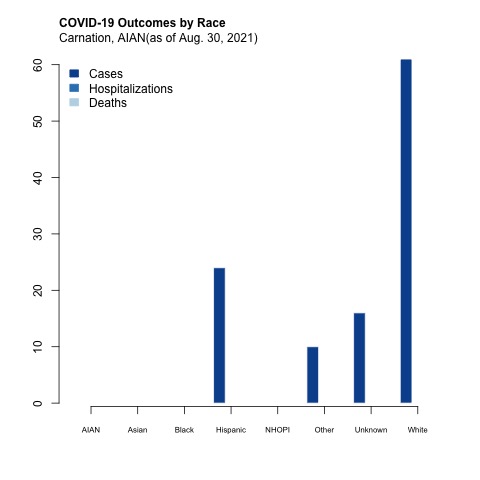 COVID-19 Outcomes by Race
Carnation, AIAN(as of Aug. 30, 2021)
Cases
Hospitalizations
Deaths
60
50
40
30
20
10
0
AIAN Asian Black Hispanic NHOPI Other Unknown White